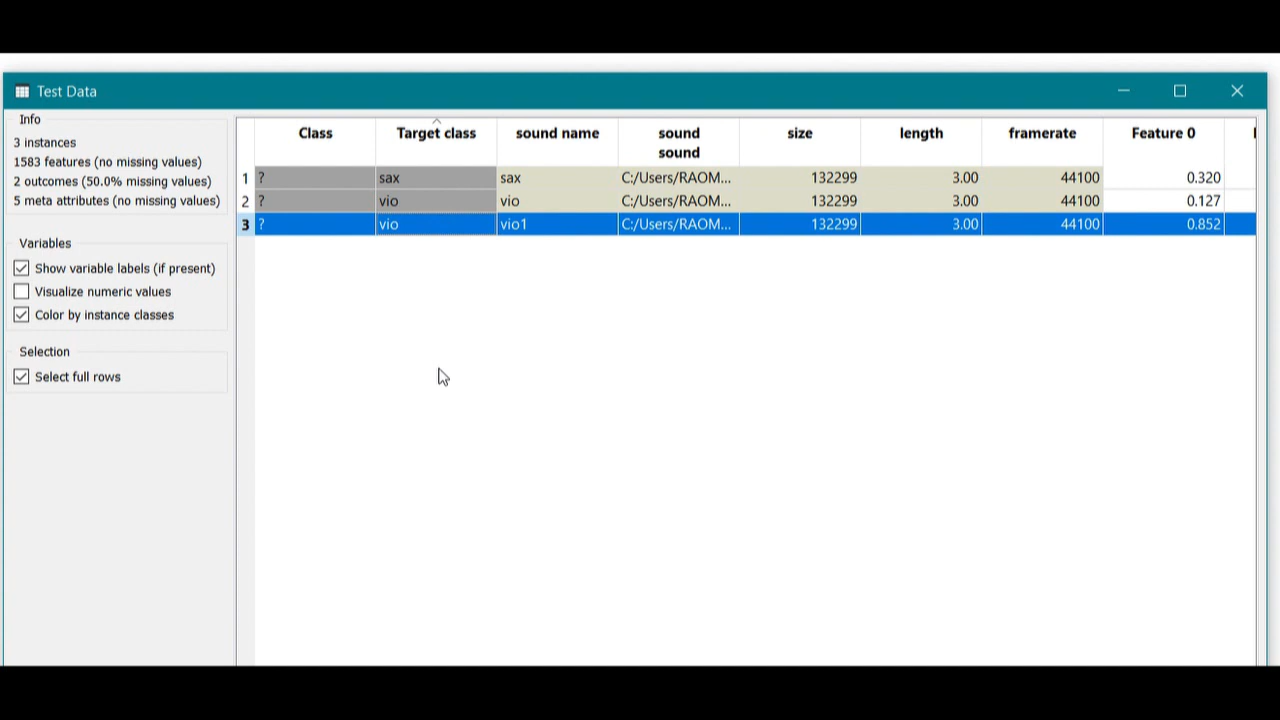 Test Data
Info
3 instances
1583 features (no missing values)
2 outcomes (50.0% missing values)
5 meta attributes (no missing values)
Variables
Show variable labels (if present)
Visualize numeric values
Color by instance classes
Selection
Select full rows
Class Target class sound name sound sound size length framerate Feature 0
1 ? sax sax C:/Users/RAOM... 132299 3.00 44100 0.320
2 ? vio vio C:/Users/RAOM... 132299 3.00 44100 0.127
3 ? vio vio1 C:/Users/RAOM... 132299 3.00 44100 0.852